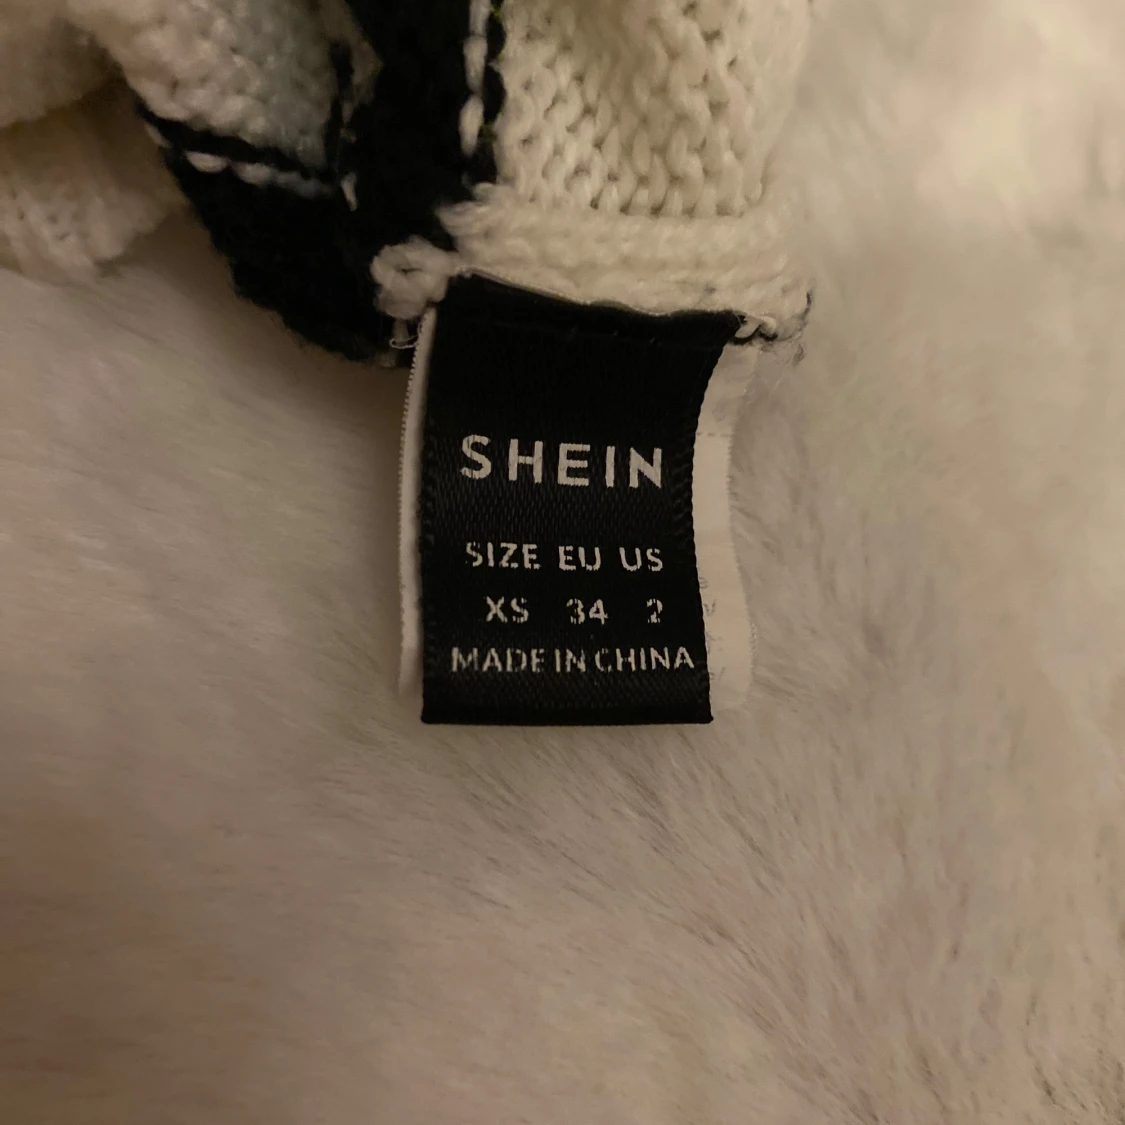 SHEIN
SIZE EU US
XS 34 2
MADE IN CHINA